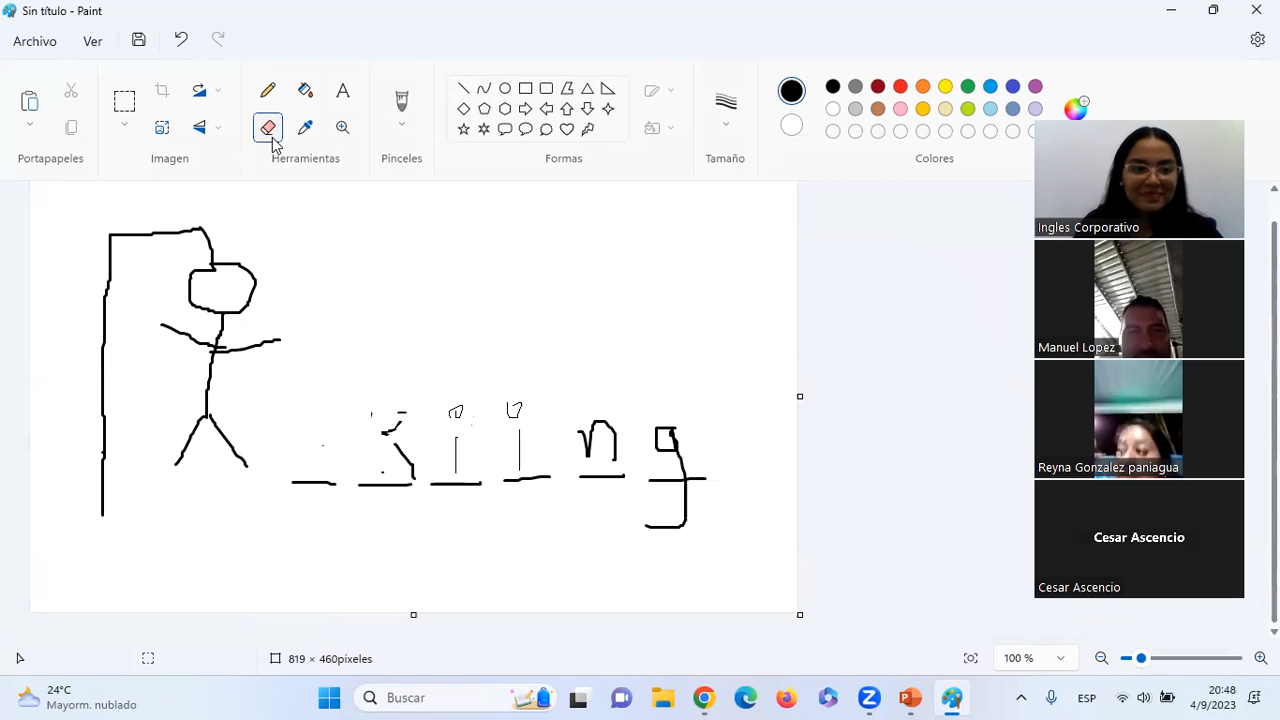 Sin título - Paint
Archivo Ver
Portapapeles Imagen Herramientas Pinceles Formas Tamaño Colores
Ingles Corporativo
Manuel Lopez
Reyna Gonzalez paniagua
Cesar Ascencio
Cesar Ascencio
_ k i i n g
819 × 460píxeles 100 %
24°C
Mayorm. nublado
Buscar
ESP
20:48
4/9/2023